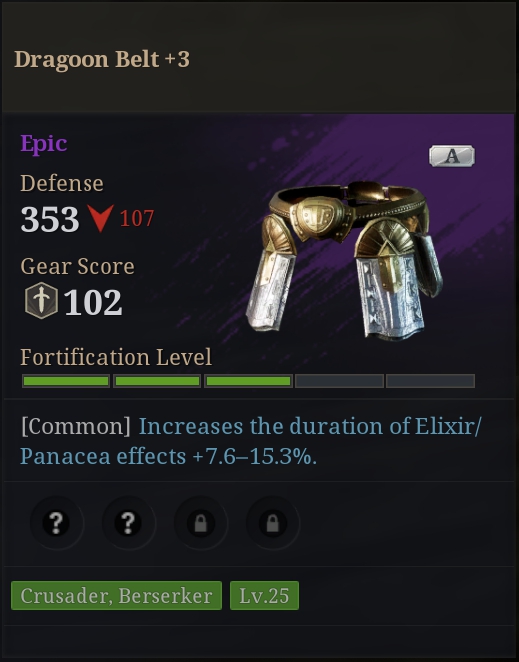 Dragoon Belt +3
Epic
A
Defense
353 107
Gear Score
102
Fortification Level
[Common] Increases the duration of Elixir/
Panacea effects +7.6–15.3%.
? ?
Crusader, Berserker Lv.25